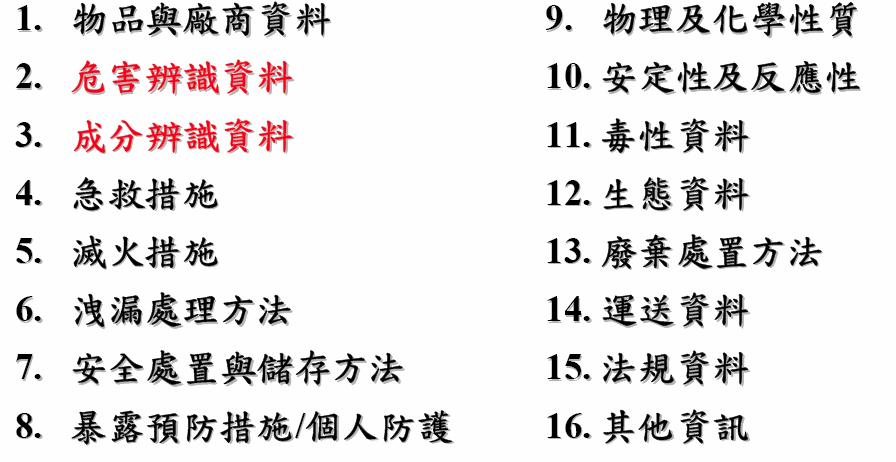 1. 物品與廠商資料
2. 危害辨識資料
3. 成分辨識資料
4. 急救措施
5. 滅火措施
6. 洩漏處理方法
7. 安全處置與儲存方法
8. 暴露預防措施/個人防護
9. 物理及化學性質
10. 安定性及反應性
11. 毒性資料
12. 生態資料
13. 廢棄處置方法
14. 運送資料
15. 法規資料
16. 其他資訊